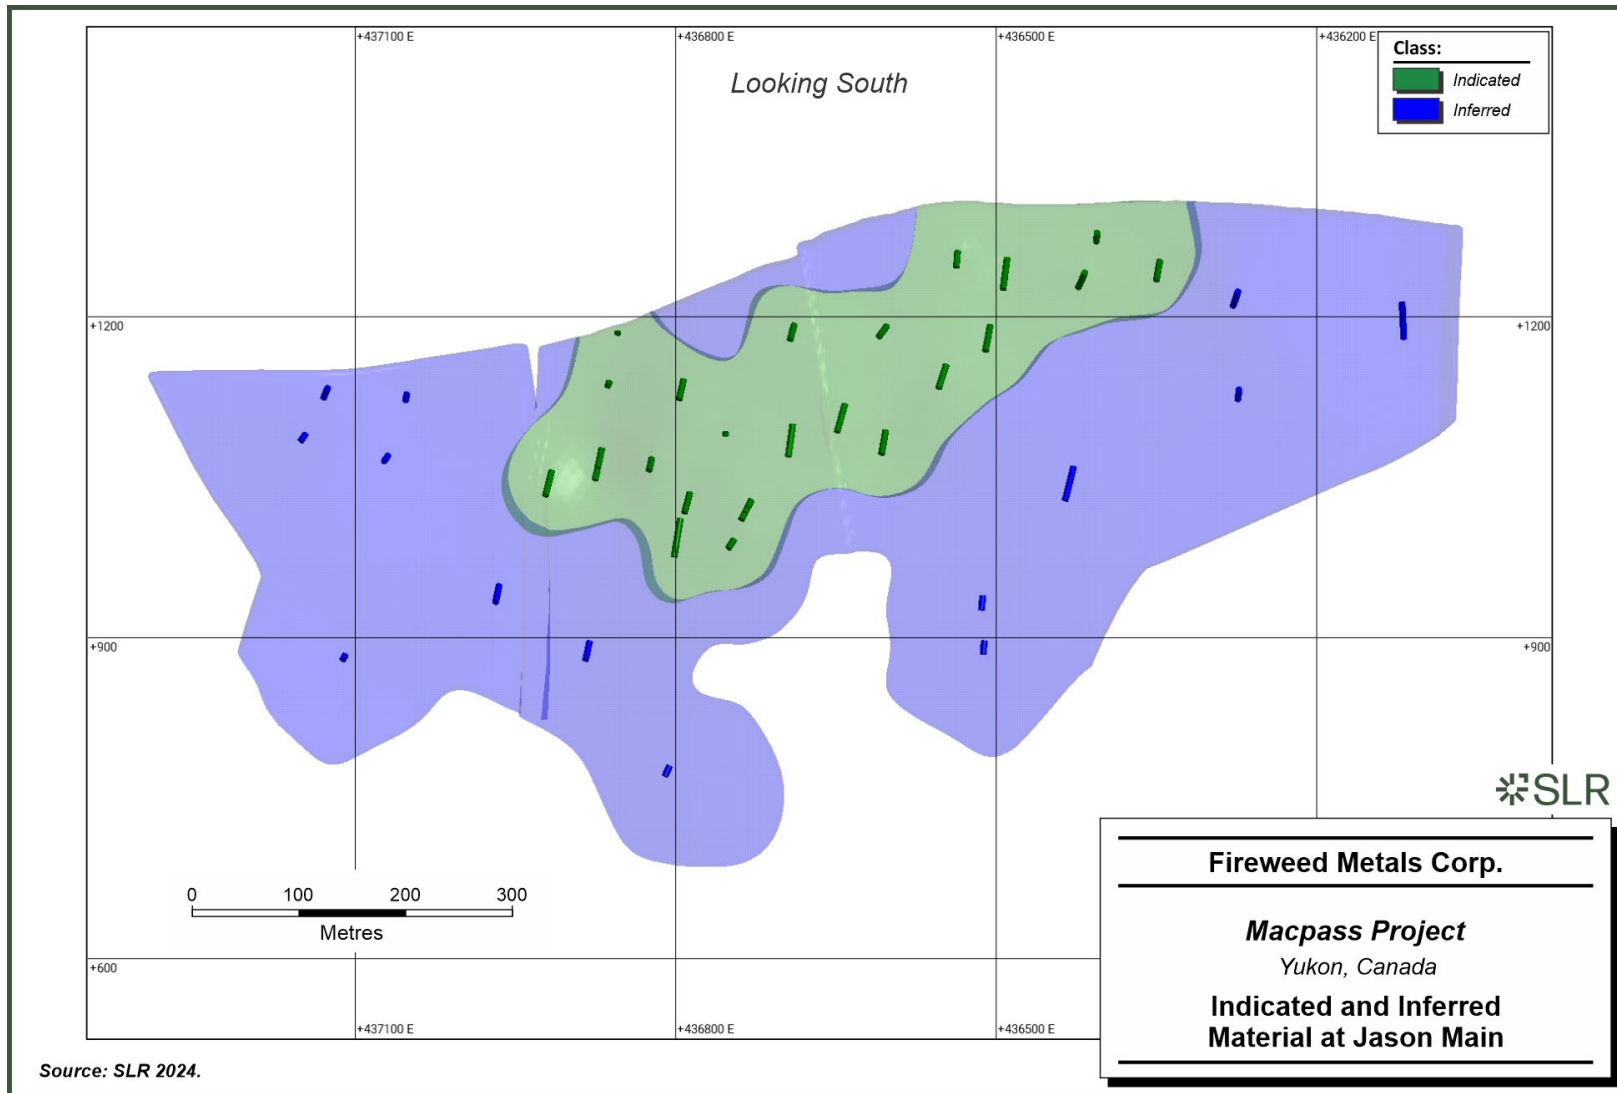 +437100 E
+436800 E
+436500 E
+436200 E
Class:
Indicated
Inferred
Looking South
+1200
+1200
+900
+900
SLR
0 100 200 300
Metres
+600
+437100 E
+436800 E
+436500 E
Fireweed Metals Corp.
Macpass Project
Yukon, Canada
Indicated and Inferred
Material at Jason Main
Source: SLR 2024.